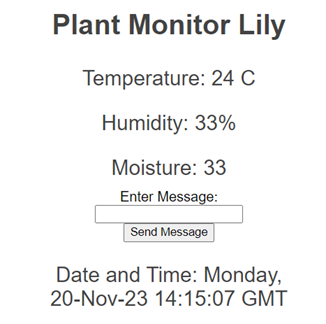 Plant Monitor Lily
Temperature: 24 C
Humidity: 33%
Moisture: 33
Enter Message:
Send Message
Date and Time: Monday,
20-Nov-23 14:15:07 GMT